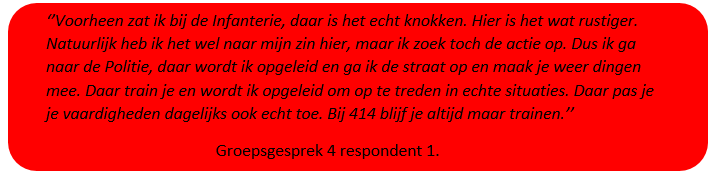 ‘’Voorheen zat ik bij de Infanterie, daar is het echt knokken. Hier is het wat rustiger.
Natuurlijk heb ik het wel naar mijn zin hier, maar ik zoek toch de actie op. Dus ik ga
naar de Politie, daar wordt ik opgeleid en ga ik de straat op en maak je weer dingen
mee. Daar train je en wordt ik opgeleid om op te treden in echte situaties. Daar pas je
je vaardigheden dagelijks ook echt toe. Bij 414 blijf je altijd maar trainen.’’
Groepsgesprek 4 respondent 1.